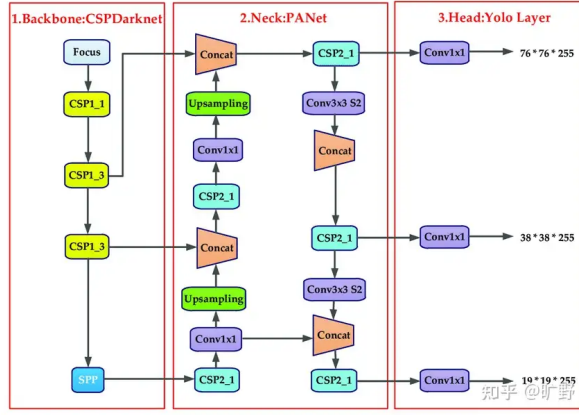 1.Backbone:CSPDarknet
2.Neck:PANet
3.Head:Yolo Layer
Focus
CSP1_1
CSP1_3
CSP1_3
SPP
Concat
Upsampling
Conv1x1
CSP2_1
Concat
Upsampling
Conv1x1
CSP2_1
CSP2_1
Conv3x3 S2
Concat
CSP2_1
Conv3x3 S2
Concat
CSP2_1
Conv1x1
76*76*255
Conv1x1
38*38*255
Conv1x1
19*19*255
知乎 @旷野